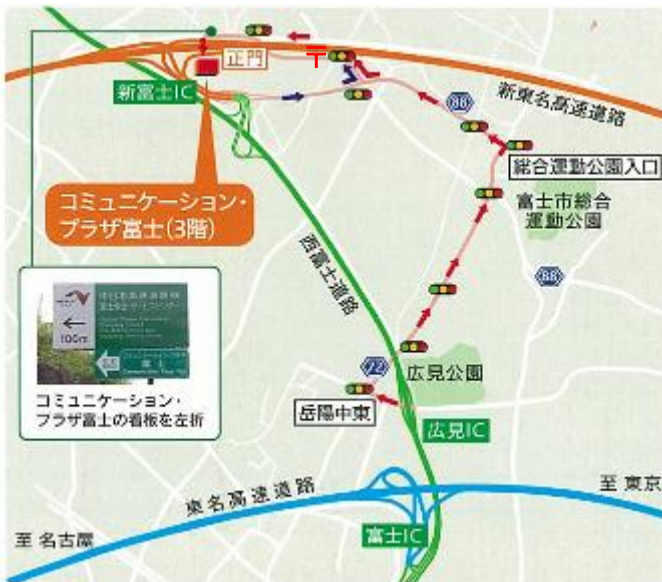 正門
〒
新富士IC
88
新東名高速道路
総合運動公園入口
コミュニケーション・
プラザ富士(3階)
富士市総合
運動公園
西富士道路
88
100m
コミュニケーション・
プラザ富士の看板を左折
72
広見公園
岳陽中東
広見IC
東名高速道路
至 東京
至 名古屋
富士IC